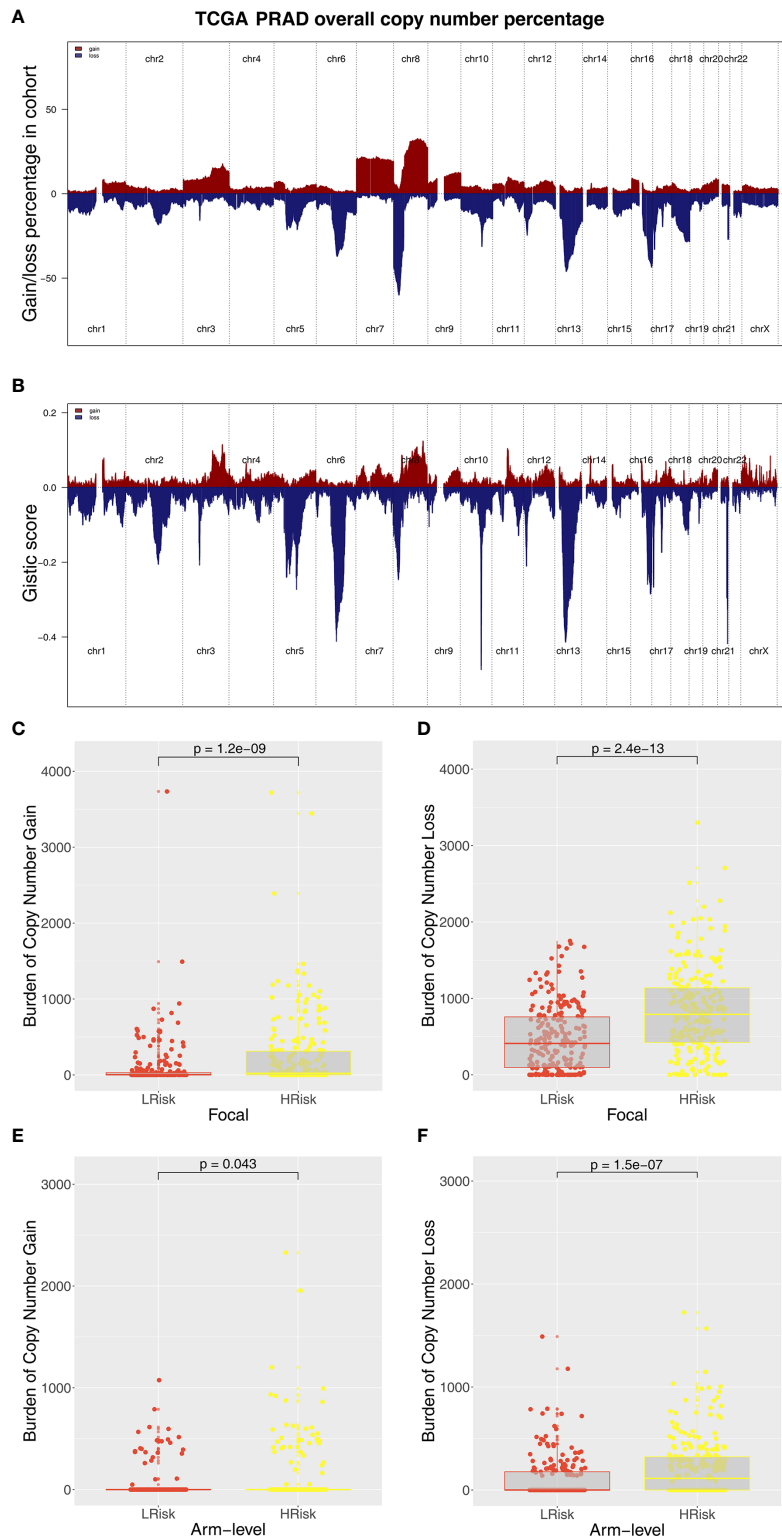 A
TCGA PRAD overall copy number percentage
gain
loss
chr2 chr4 chr6 chr8 chr10 chr12 chr14 chr16 chr18 chr20 chr22
Gain/loss percentage in cohort
50
0
−50
chr1 chr3 chr5 chr7 chr9 chr11 chr13 chr15 chr17 chr19 chr21 chrX
B
gain
loss
chr2 chr4 chr6 chr10 chr12 chr14 chr16 chr18 chr20 chr22
Gistic score
0.2
0.0
−0.2
−0.4
chr1 chr3 chr5 chr7 chr9 chr11 chr13 chr15 chr17 chr19 chr21 chrX
C
p = 1.2e−09
Burden of Copy Number Gain
4000
3000
2000
1000
0
LRisk HRisk
Focal
D
p = 2.4e−13
Burden of Copy Number Loss
4000
3000
2000
1000
0
LRisk HRisk
Focal
E
p = 0.043
Burden of Copy Number Gain
3000
2000
1000
0
LRisk HRisk
Arm−level
F
p = 1.5e−07
Burden of Copy Number Loss
3000
2000
1000
0
LRisk HRisk
Arm−level